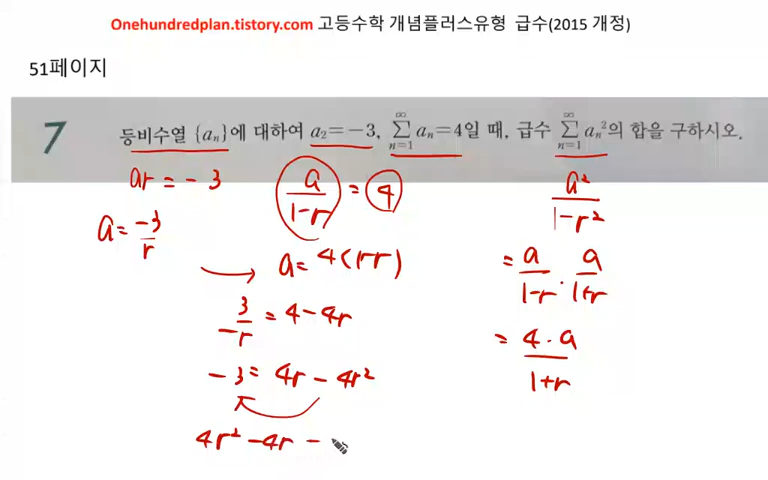 Onehundredplan.tistory.com 고등수학 개념플러스유형 급수(2015 개정)
51페이지
7 등비수열 {aₙ}에 대하여 a₂=−3, ∑_{n=1}^{∞} aₙ=4일 때, 급수 ∑_{n=1}^{∞} aₙ²의 합을 구하시오.
ar = -3
a = -3/r
a/(1-r) = 4
a = 4(1-r)
3/-r = 4-4r
-3 = 4r - 4r²
4r² - 4r -
a²/(1-r²)
= a/(1-r) · a/(1+r)
= 4·a/(1+r)